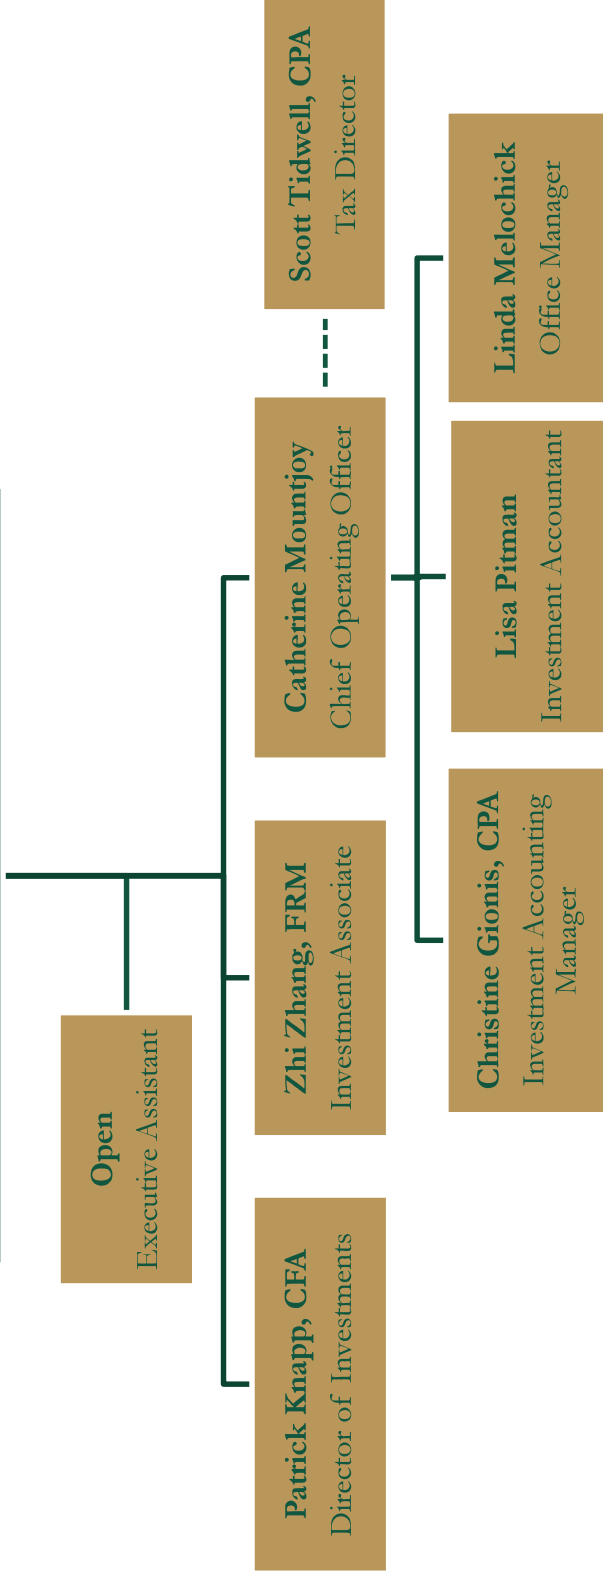 Open
Executive Assistant
Patrick Knapp, CFA
Director of Investments
Zhi Zhang, FRM
Investment Associate
Catherine Mountjoy
Chief Operating Officer
Scott Tidwell, CPA
Tax Director
Christine Gionis, CPA
Investment Accounting
Manager
Lisa Pitman
Investment Accountant
Linda Melochick
Office Manager